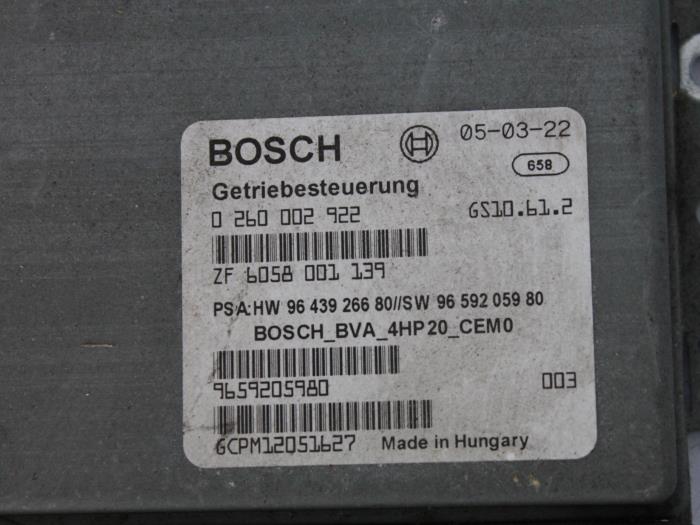 BOSCH 05-03-22
658
Getriebesteuerung
0 260 002 922 GS10.61.2
ZF 6058 001 139
PSA:HW 96 439 266 80//SW 96 592 059 80
BOSCH_BVA_4HP20_CEM0
9659205980 003
GCPM12051627 Made in Hungary